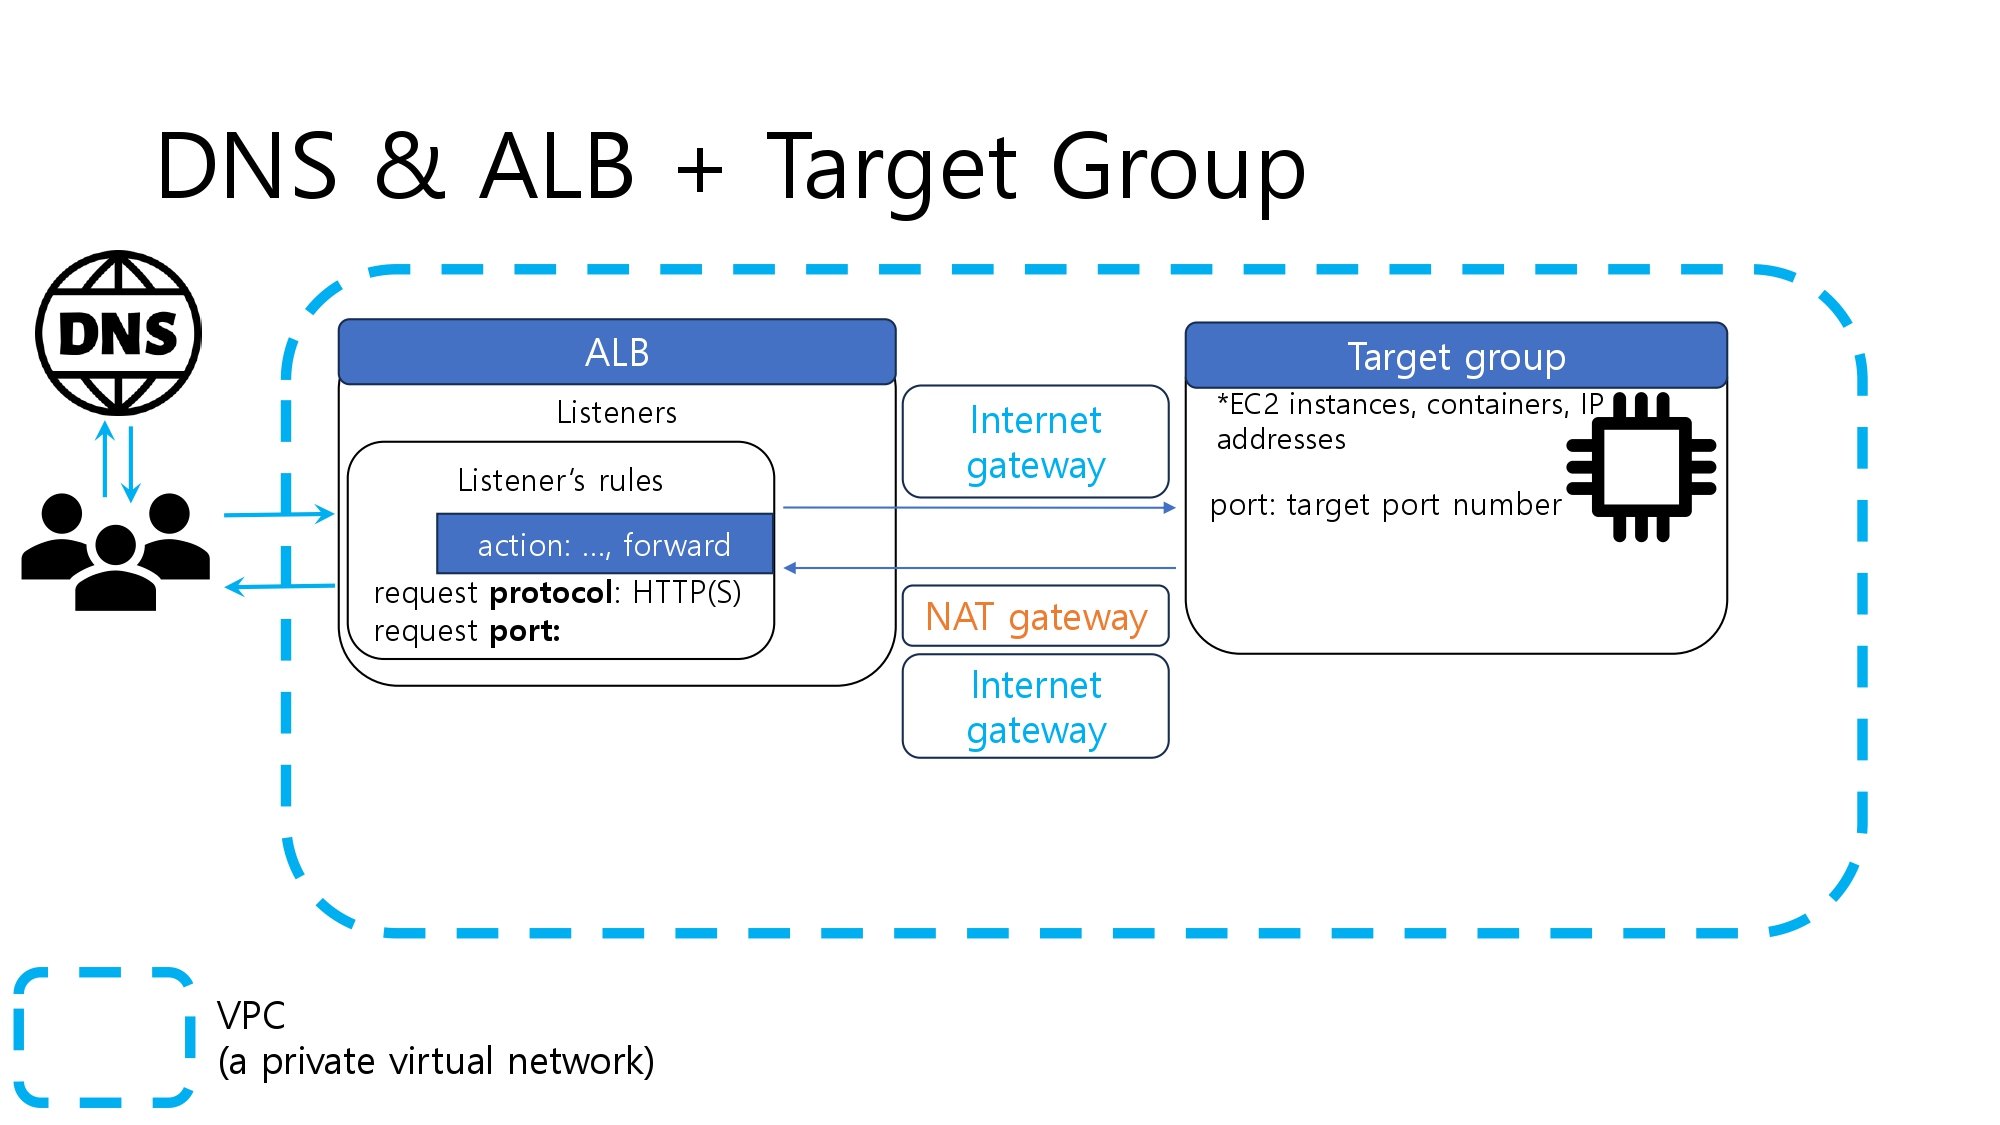 DNS & ALB + Target Group
DNS
ALB
Listeners
Listener’s rules
action: …, forward
request protocol: HTTP(S)
request port:
Internet
gateway
NAT gateway
Internet
gateway
Target group
*EC2 instances, containers, IP
addresses
port: target port number
VPC
(a private virtual network)